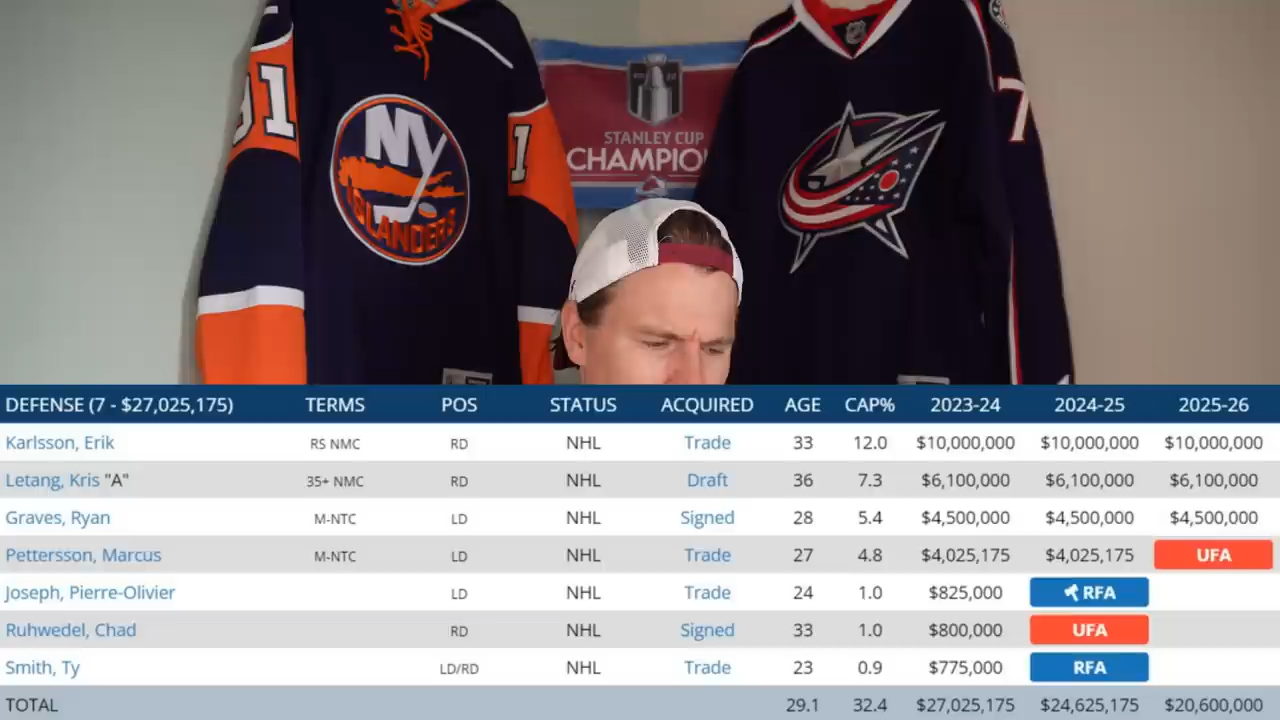 91
1
NY
ISLANDERS
STANLEY CUP
CHAMPIO
7
DEFENSE (7 - $27,025,175) TERMS POS STATUS ACQUIRED AGE CAP% 2023-24 2024-25 2025-26
Karlsson, Erik RS NMC RD NHL Trade 33 12.0 $10,000,000 $10,000,000 $10,000,000
Letang, Kris "A" 35+ NMC RD NHL Draft 36 7.3 $6,100,000 $6,100,000 $6,100,000
Graves, Ryan M-NTC LD NHL Signed 28 5.4 $4,500,000 $4,500,000 $4,500,000
Pettersson, Marcus M-NTC LD NHL Trade 27 4.8 $4,025,175 $4,025,175 UFA
Joseph, Pierre-Olivier LD NHL Trade 24 1.0 $825,000 RFA
Ruhwedel, Chad RD NHL Signed 33 1.0 $800,000 UFA
Smith, Ty LD/RD NHL Trade 23 0.9 $775,000 RFA
TOTAL 29.1 32.4 $27,025,175 $24,625,175 $20,600,000